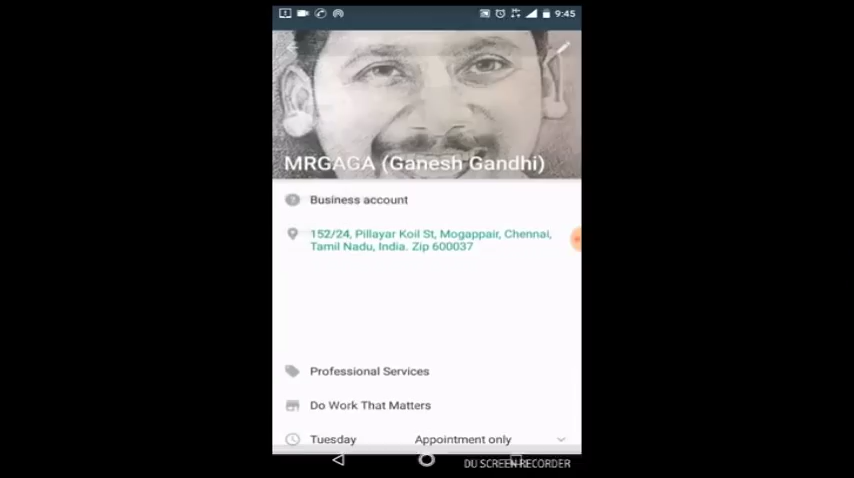 9:45
MRGAGA (Ganesh Gandhi)
Business account
152/24, Pillayar Koil St, Mogappair, Chennai,
Tamil Nadu, India. Zip 600037
Professional Services
Do Work That Matters
Tuesday Appointment only
DU SCREEN RECORDER